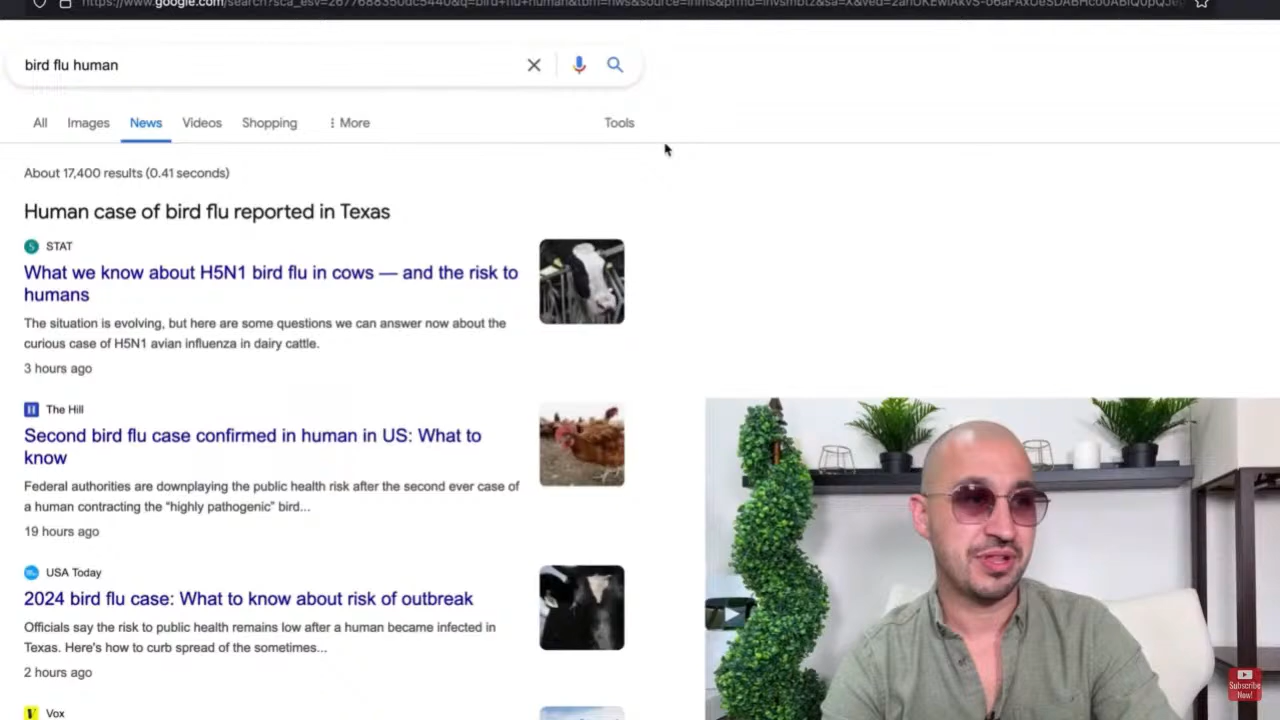 bird flu human
All Images News Videos Shopping More Tools
About 17,400 results (0.41 seconds)
Human case of bird flu reported in Texas
STAT
What we know about H5N1 bird flu in cows — and the risk to
humans
The situation is evolving, but here are some questions we can answer now about the
curious case of H5N1 avian influenza in dairy cattle.
3 hours ago
The Hill
Second bird flu case confirmed in human in US: What to
know
Federal authorities are downplaying the public health risk after the second ever case of
a human contracting the “highly pathogenic” bird...
19 hours ago
USA Today
2024 bird flu case: What to know about risk of outbreak
Officials say the risk to public health remains low after a human became infected in
Texas. Here's how to curb spread of the sometimes...
2 hours ago
Vox
Subscribe
Now!